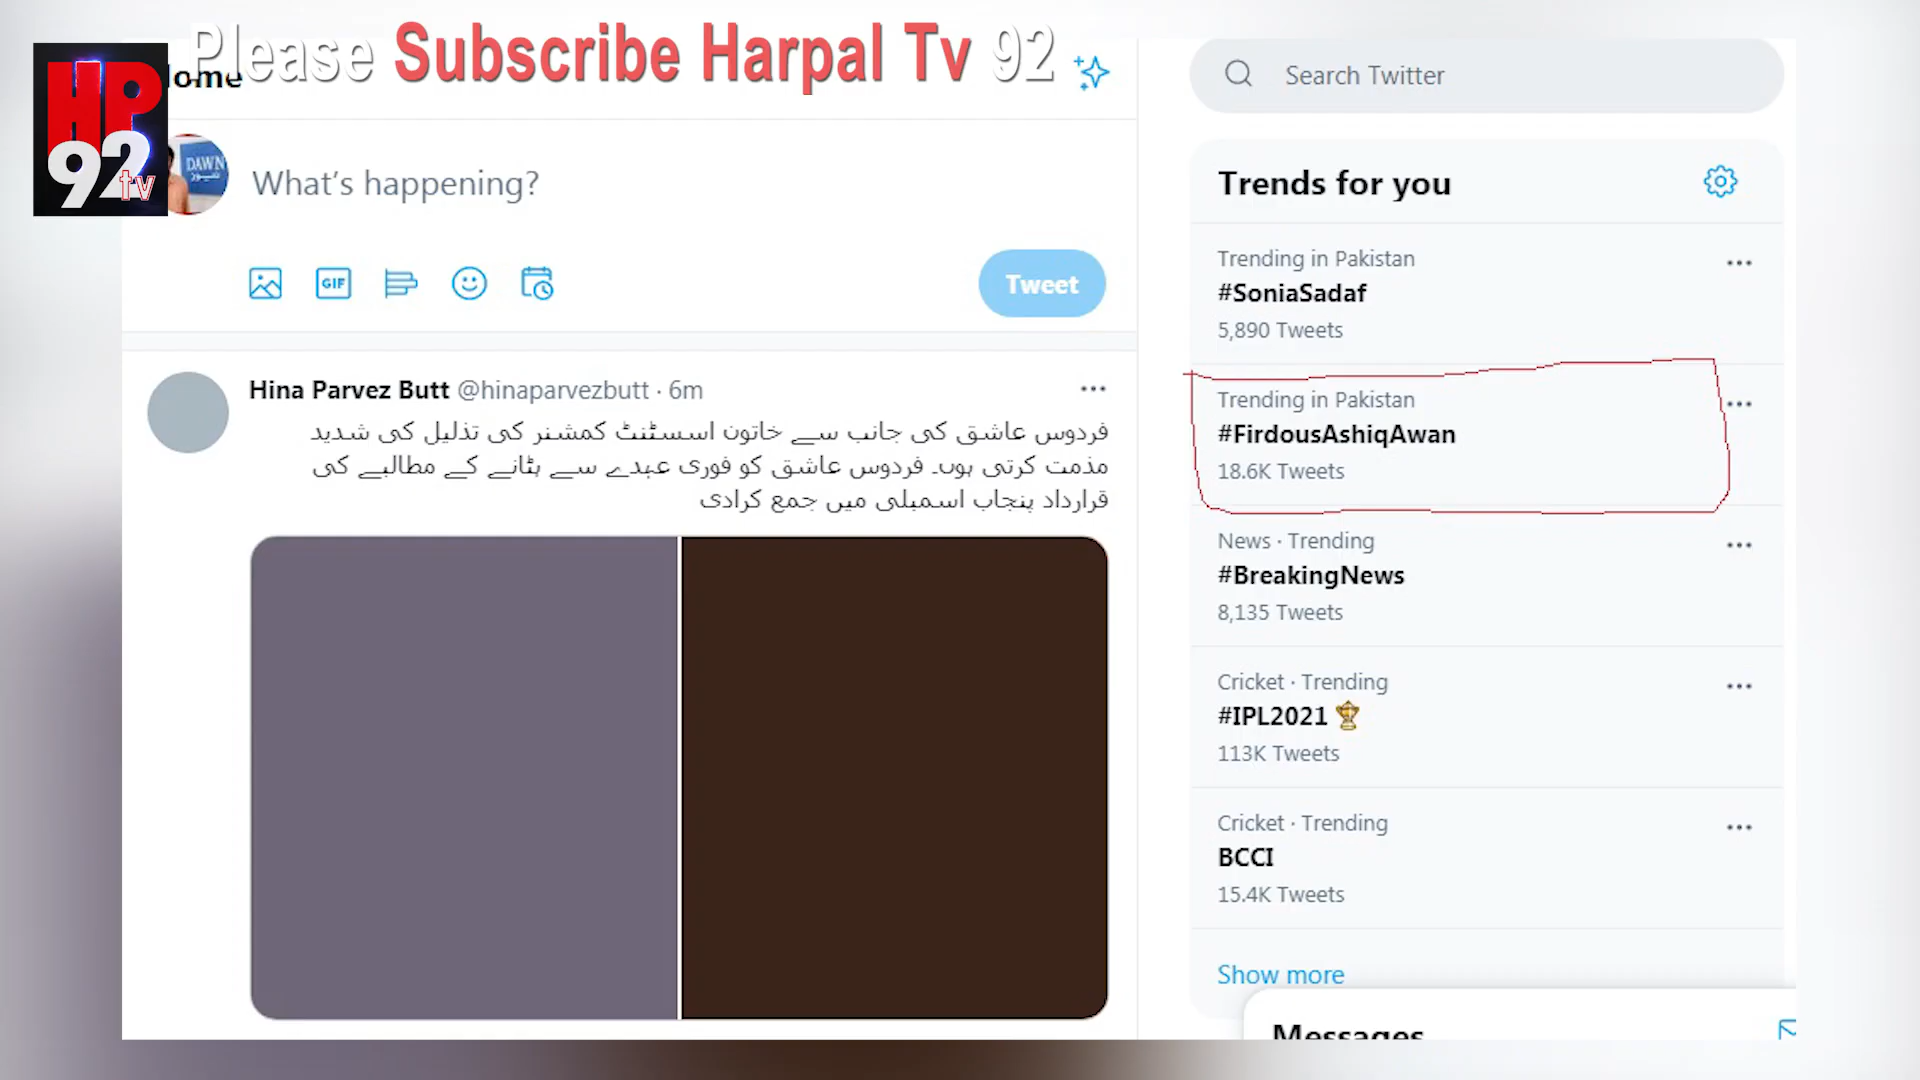 Please Subscribe Harpal Tv 92
HP
92
tv
Home
DAWN
What's happening?
GIF
Tweet
Hina Parvez Butt @hinaparvezbutt · 6m
فردوس عاشق کی جانب سے خاتون اسسٹنٹ کمشنر کی تذلیل کی شدید
مذمت کرتی ہوں۔ فردوس عاشق کو فوری عہدے سے ہٹانے کے مطالبے کی
قرارداد پنجاب اسمبلی میں جمع کرادی
Search Twitter
Trends for you
Trending in Pakistan
#SoniaSadaf
5,890 Tweets
Trending in Pakistan
#FirdousAshiqAwan
18.6K Tweets
News · Trending
#BreakingNews
8,135 Tweets
Cricket · Trending
#IPL2021
113K Tweets
Cricket · Trending
BCCI
15.4K Tweets
Show more
Messages